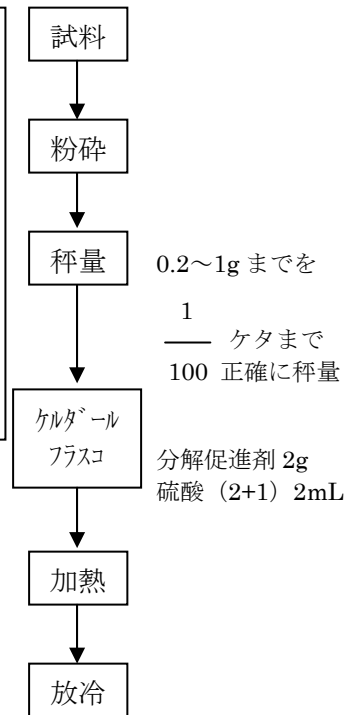 試料
粉砕
秤量
0.2～1g までを
1
ケタまで
100 正確に秤量
ｹﾙﾀﾞｰﾙ
ﾌﾗｽｺ
分解促進剤 2g
硫酸（2+1）2mL
加熱
放冷